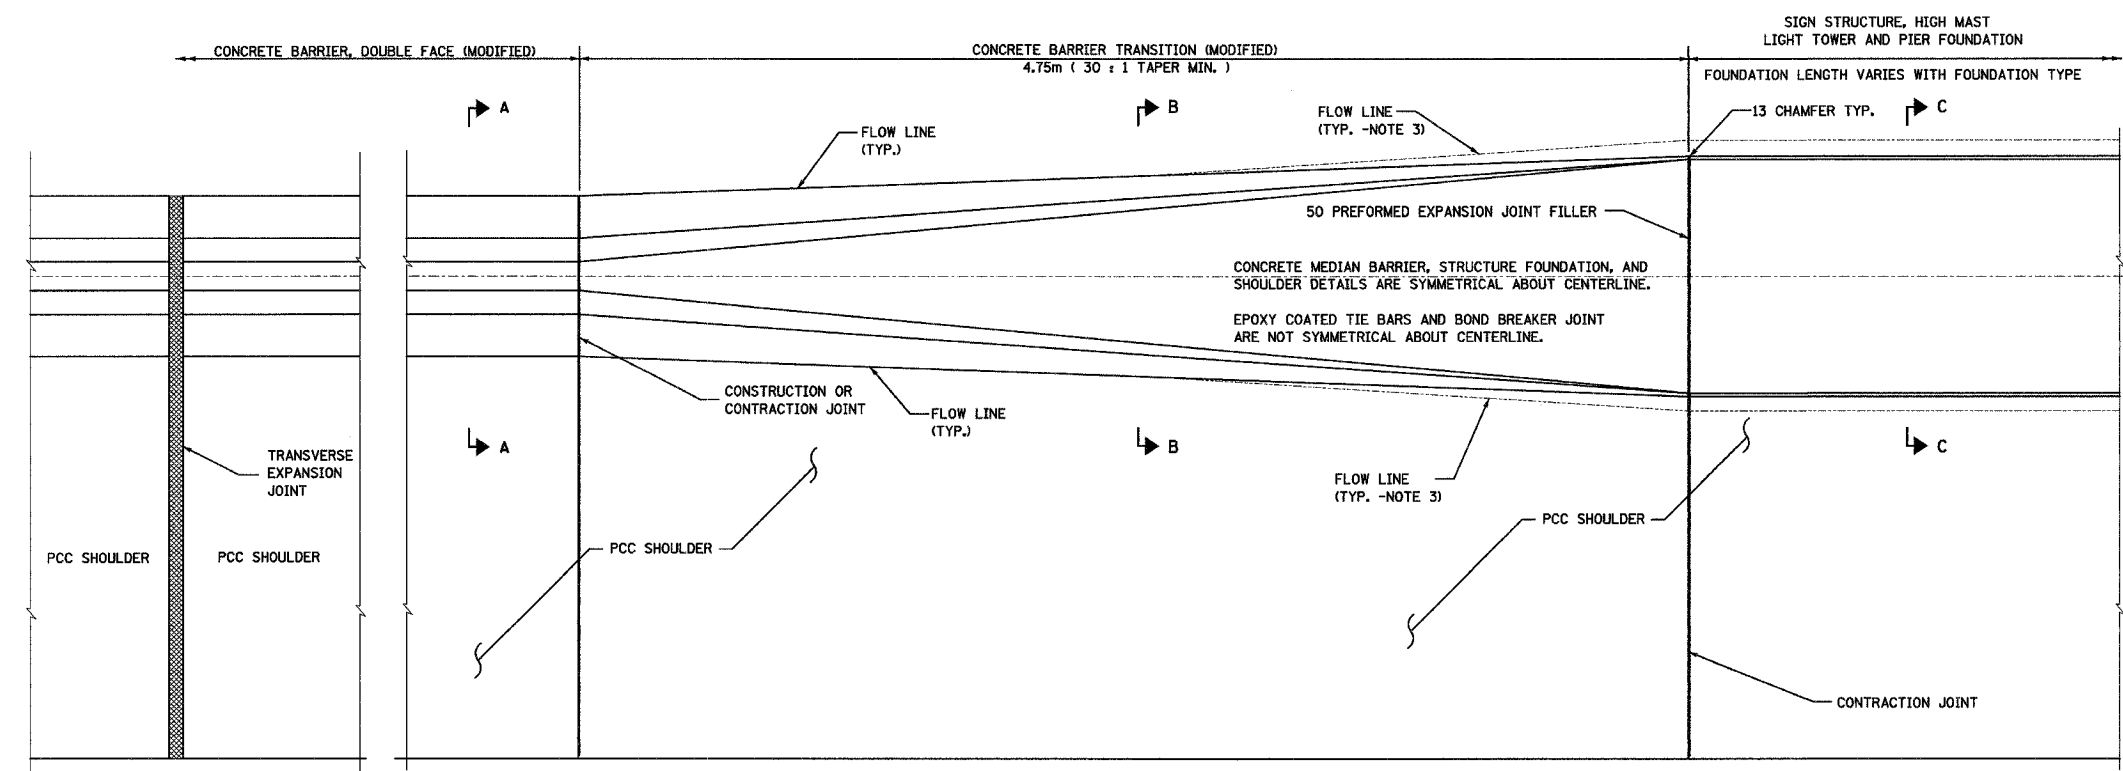 SIGN STRUCTURE, HIGH MAST
LIGHT TOWER AND PIER FOUNDATION
CONCRETE BARRIER, DOUBLE FACE (MODIFIED)
CONCRETE BARRIER TRANSITION (MODIFIED)
4.75m ( 30 : 1 TAPER MIN. )
FOUNDATION LENGTH VARIES WITH FOUNDATION TYPE
A
B
C
FLOW LINE
(TYP.)
FLOW LINE
(TYP. -NOTE 3)
13 CHAMFER TYP.
50 PREFORMED EXPANSION JOINT FILLER
CONCRETE MEDIAN BARRIER, STRUCTURE FOUNDATION, AND
SHOULDER DETAILS ARE SYMMETRICAL ABOUT CENTERLINE.
EPOXY COATED TIE BARS AND BOND BREAKER JOINT
ARE NOT SYMMETRICAL ABOUT CENTERLINE.
CONSTRUCTION OR
CONTRACTION JOINT
FLOW LINE
(TYP.)
A
B
C
TRANSVERSE
EXPANSION
JOINT
FLOW LINE
(TYP. -NOTE 3)
PCC SHOULDER
PCC SHOULDER
PCC SHOULDER
PCC SHOULDER
CONTRACTION JOINT